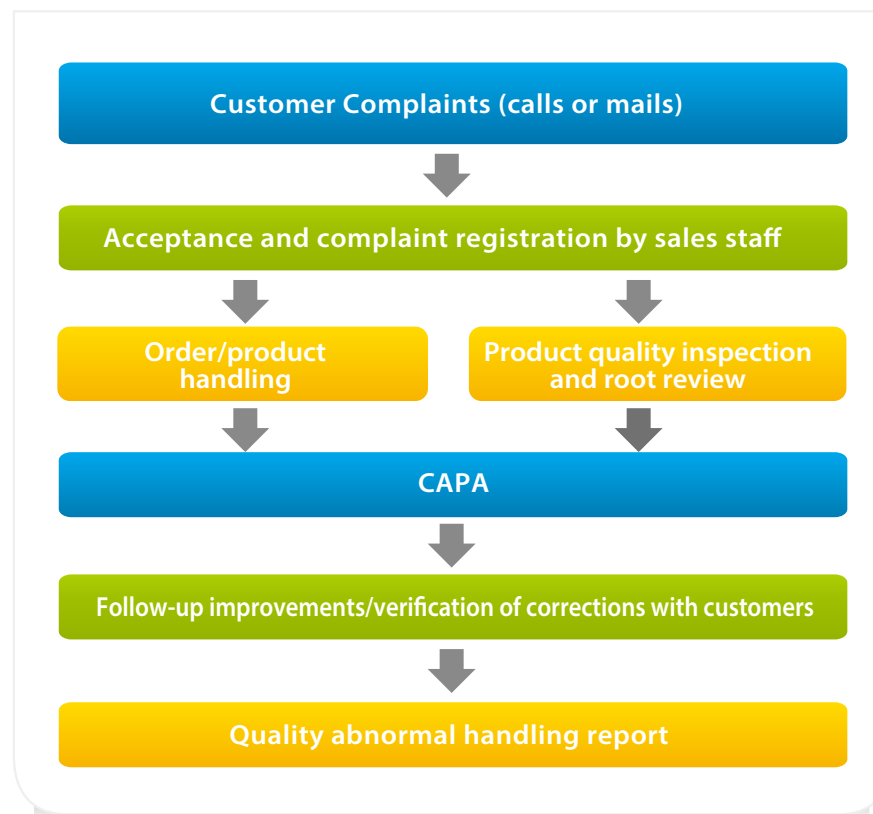 Customer Complaints (calls or mails)
Acceptance and complaint registration by sales staff
Order/product
handling
Product quality inspection
and root review
CAPA
Follow-up improvements/verification of corrections with customers
Quality abnormal handling report